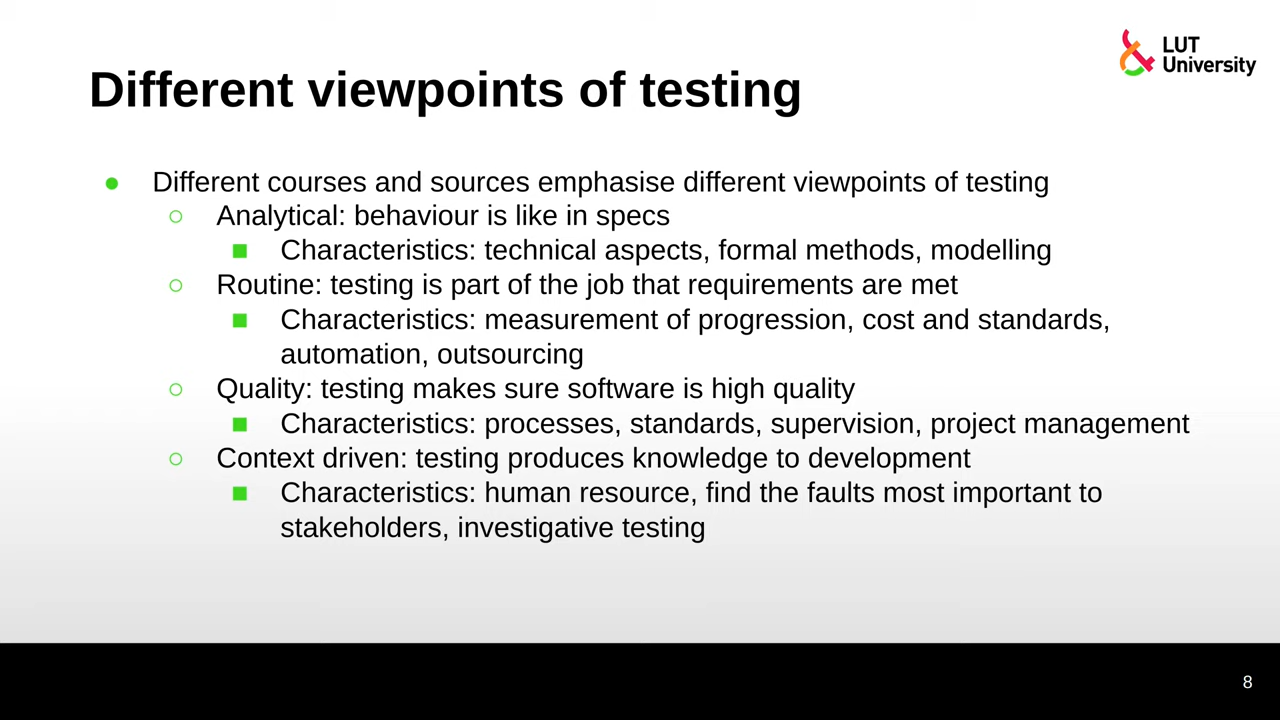 LUT
University
Different viewpoints of testing
● Different courses and sources emphasise different viewpoints of testing
○ Analytical: behaviour is like in specs
■ Characteristics: technical aspects, formal methods, modelling
○ Routine: testing is part of the job that requirements are met
■ Characteristics: measurement of progression, cost and standards,
automation, outsourcing
○ Quality: testing makes sure software is high quality
■ Characteristics: processes, standards, supervision, project management
○ Context driven: testing produces knowledge to development
■ Characteristics: human resource, find the faults most important to
stakeholders, investigative testing
8